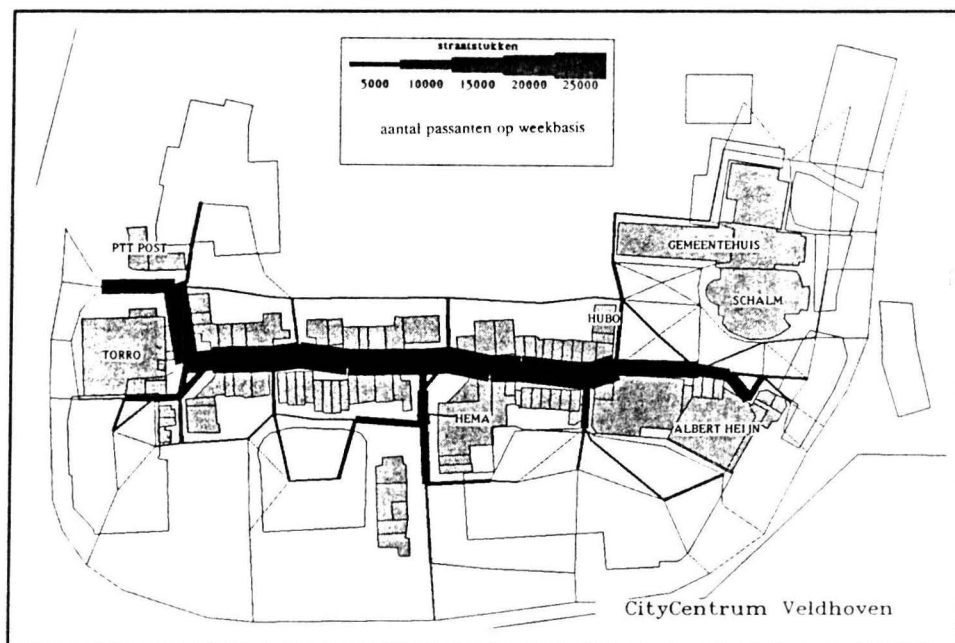 straatstukken
5000 10000 15000 20000 25000
aantal passanten op weekbasis
PTT POST
GEMEENTEHUIS
SCHALM
HUBO
TORRO
HEMA
ALBERT HEIJN
CityCentrum Veldhoven